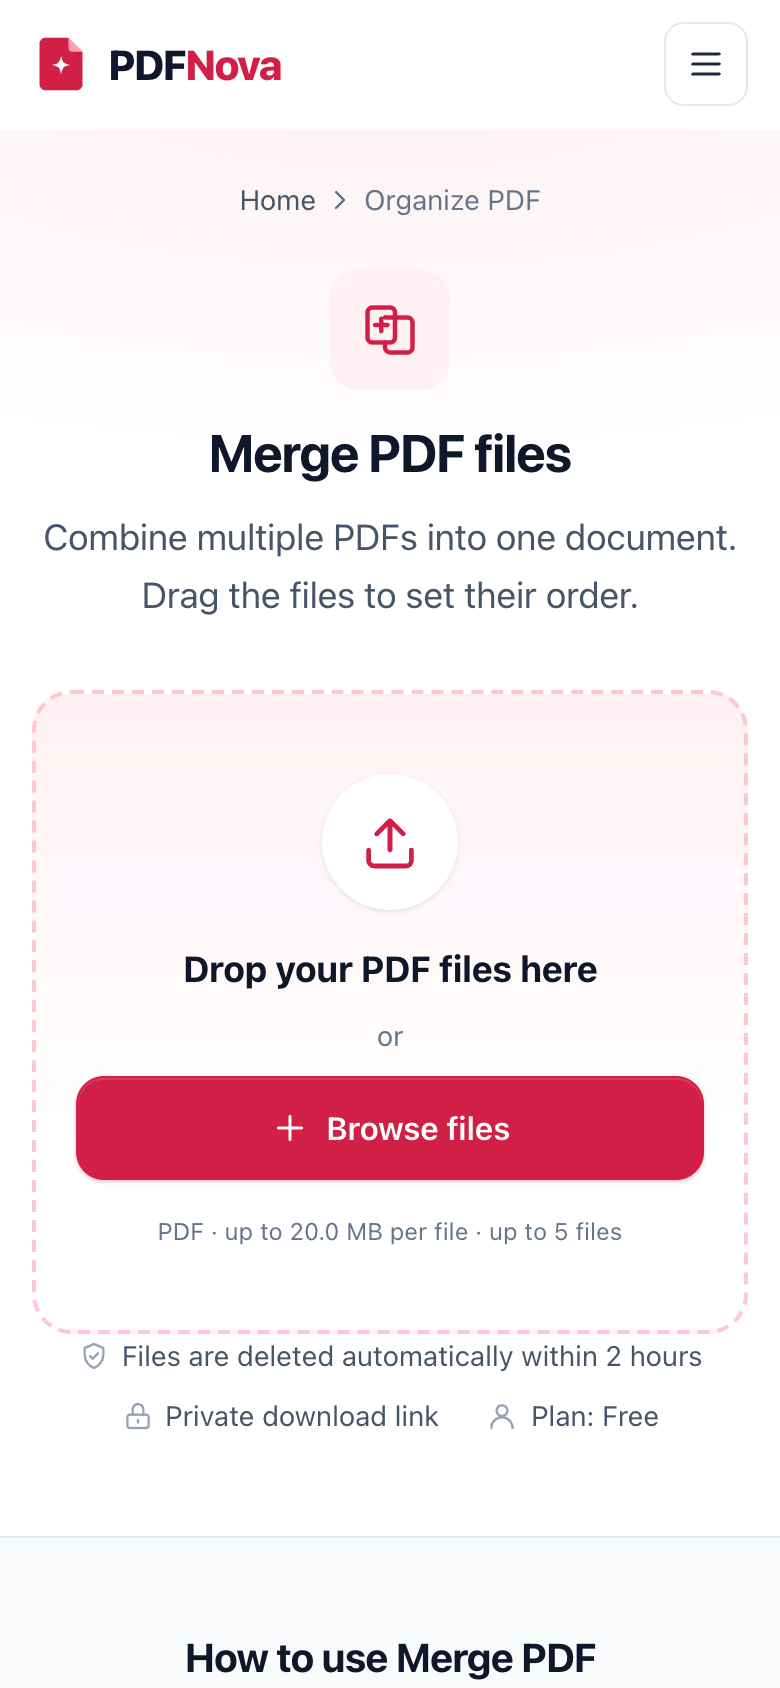 PDFNova
Home > Organize PDF
Merge PDF files
Combine multiple PDFs into one document.
Drag the files to set their order.
Drop your PDF files here
or
Browse files
PDF · up to 20.0 MB per file · up to 5 files
Files are deleted automatically within 2 hours
Private download link Plan: Free
How to use Merge PDF